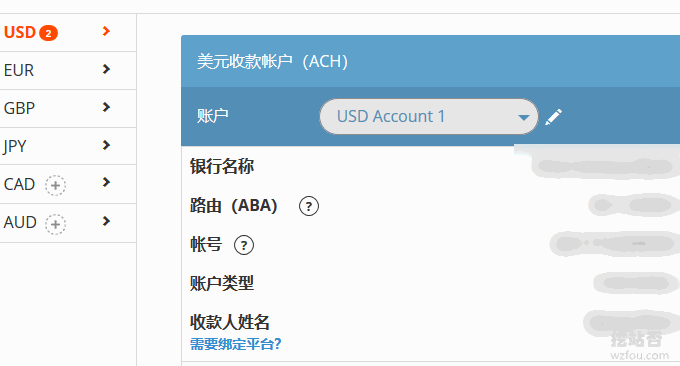 USD 2
EUR
GBP
JPY
CAD
AUD
美元收款帐户（ACH）
账户 USD Account 1
银行名称
路由（ABA） ?
帐号 ?
账户类型
收款人姓名
需要绑定平台?
挖站否
wzfou.com